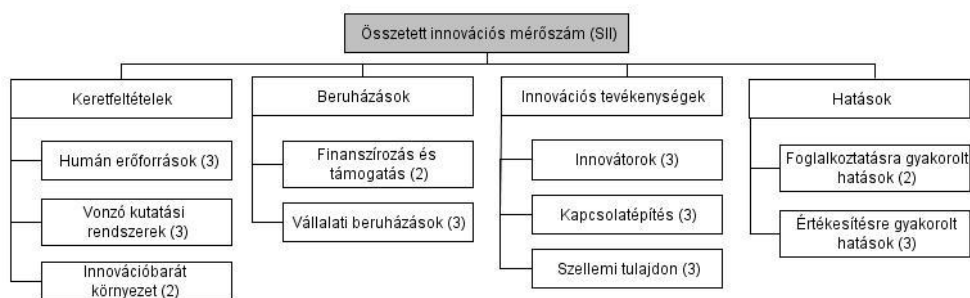 Összetett innovációs mérőszám (SII)
Keretfeltételek
Humán erőforrások (3)
Vonzó kutatási
rendszerek (3)
Innovációbarát
környezet (2)
Beruházások
Finanszírozás és
támogatás (2)
Vállalati beruházások (3)
Innovációs tevékenységek
Innovátorok (3)
Kapcsolatépítés (3)
Szellemi tulajdon (3)
Hatások
Foglalkoztatásra gyakorolt
hatások (2)
Értékesítésre gyakorolt
hatások (3)